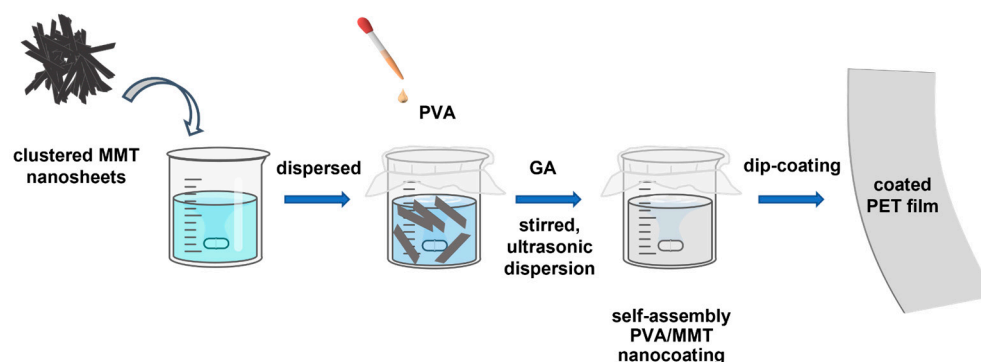 clustered MMT
nanosheets
dispersed
PVA
GA
stirred,
ultrasonic
dispersion
self-assembly
PVA/MMT
nanocoating
dip-coating
coated
PET film